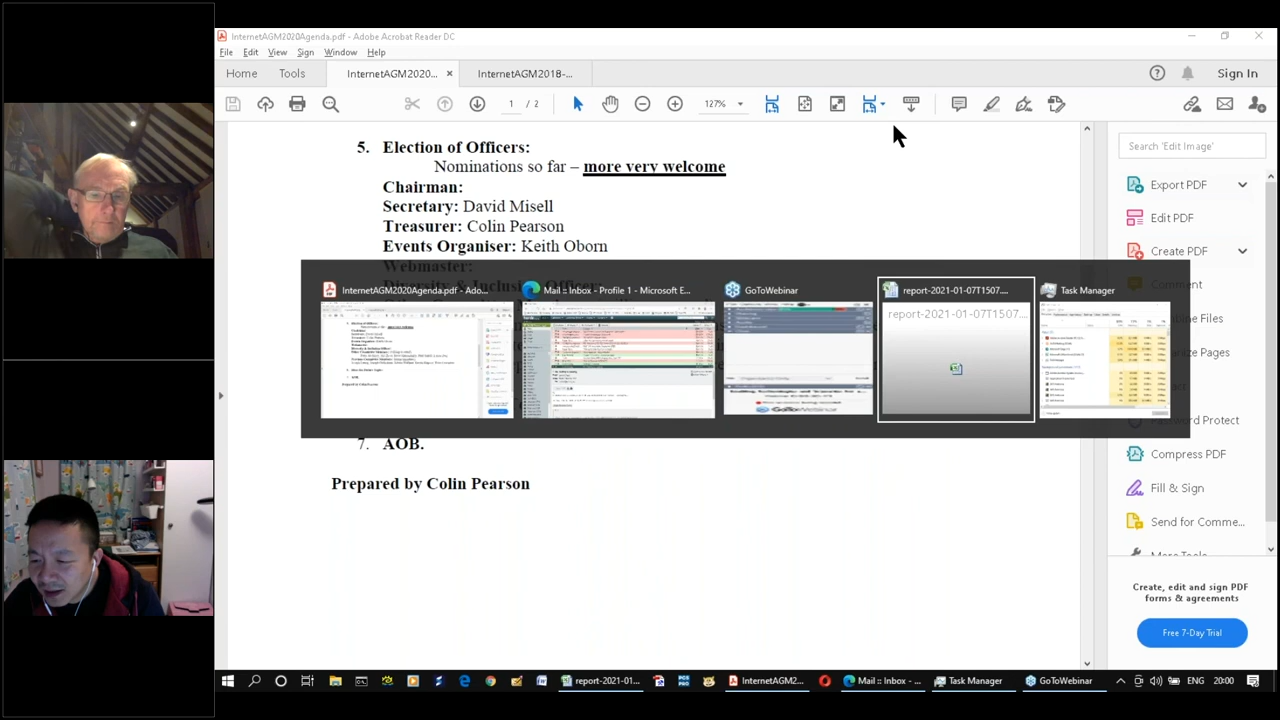 InternetAGM2020Agenda.pdf - Adobe Acrobat Reader DC
File Edit View Sign Window Help
Home Tools InternetAGM2020... × InternetAGM2018-... Sign In
1 / 2 127%
5. Election of Officers:
Nominations so far – more very welcome
Chairman:
Secretary: David Misell
Treasurer: Colin Pearson
Events Organiser: Keith Oborn
Webmaster:
InternetAGM2020Agenda.pdf - Ado...
Mail :: Inbox - Profile 1 - Microsoft E...
GoToWebinar
report-2021-01-07T1507....
report-2021-01-07T1507...
Task Manager
7. AOB.
Prepared by Colin Pearson
Search 'Edit Image'
Export PDF
Edit PDF
Create PDF
Comment
Compress PDF
Fill & Sign
Send for Comme...
More Tools
Create, edit and sign PDF
forms & agreements
Free 7-Day Trial
report-2021-01... InternetAGM2... Mail :: Inbox - ... Task Manager GoToWebinar ENG 20:00